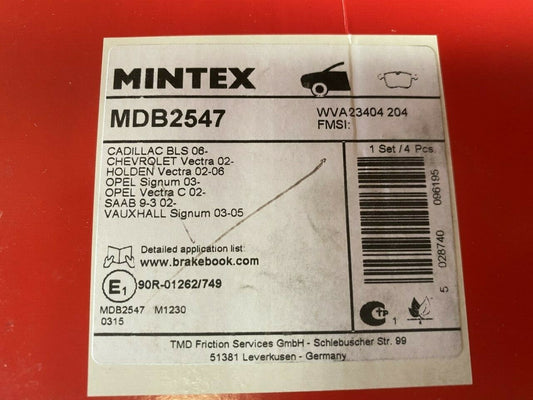 MINTEX
MDB2547
WVA23404 204
FMSI:
CADILLAC BLS 06-
CHEVROLET Vectra 02-
HOLDEN Vectra 02-06
OPEL Signum 03-
OPEL Vectra C 02-
SAAB 9-3 02-
VAUXHALL Signum 03-05
1 Set / 4 Pcs.
5 028740 096195
Detailed application list:
www.brakebook.com
E1 90R-01262/749
MDB2547 M1230
0315
CTP 1
TMD Friction Services GmbH - Schlebuscher Str. 99
51381 Leverkusen - Germany